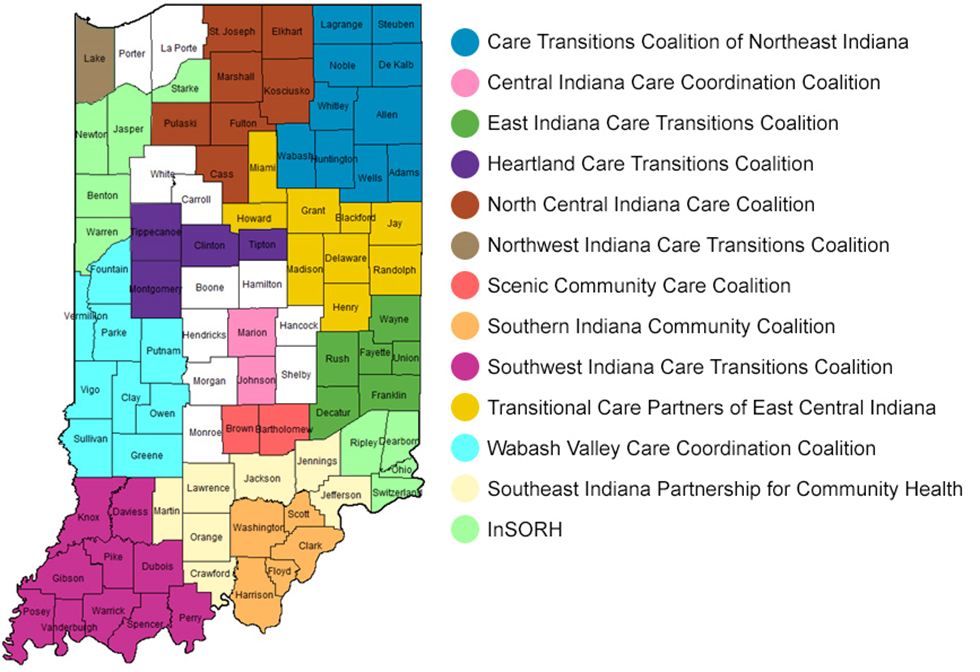 Lagrange
Steuben
St. Joseph
Elkhart
La Porte
Porter
Lake
Noble
De Kalb
Marshall
Starke
Kosciusko
Whitley
Allen
Newton
Jasper
Pulaski
Fulton
Wabash
Huntington
Miami
Cass
Wells
Adams
White
Benton
Carroll
Grant
Howard
Blackford
Jay
Warren
Tippecanoe
Clinton
Tipton
Delaware
Madison
Randolph
Fountain
Montgomery
Boone
Hamilton
Henry
Vermillion
Wayne
Hancock
Parke
Hendricks
Marion
Putnam
Rush
Fayette
Union
Shelby
Morgan
Johnson
Vigo
Clay
Franklin
Owen
Decatur
Monroe
Brown
Bartholomew
Sullivan
Ripley
Dearborn
Greene
Jennings
Ohio
Jackson
Lawrence
Switzerland
Jefferson
Knox
Daviess
Martin
Scott
Washington
Orange
Clark
Pike
Dubois
Floyd
Crawford
Gibson
Harrison
Posey
Warrick
Perry
Spencer
Vanderburgh
Care Transitions Coalition of Northeast Indiana
Central Indiana Care Coordination Coalition
East Indiana Care Transitions Coalition
Heartland Care Transitions Coalition
North Central Indiana Care Coalition
Northwest Indiana Care Transitions Coalition
Scenic Community Care Coalition
Southern Indiana Community Coalition
Southwest Indiana Care Transitions Coalition
Transitional Care Partners of East Central Indiana
Wabash Valley Care Coordination Coalition
Southeast Indiana Partnership for Community Health
InSORH